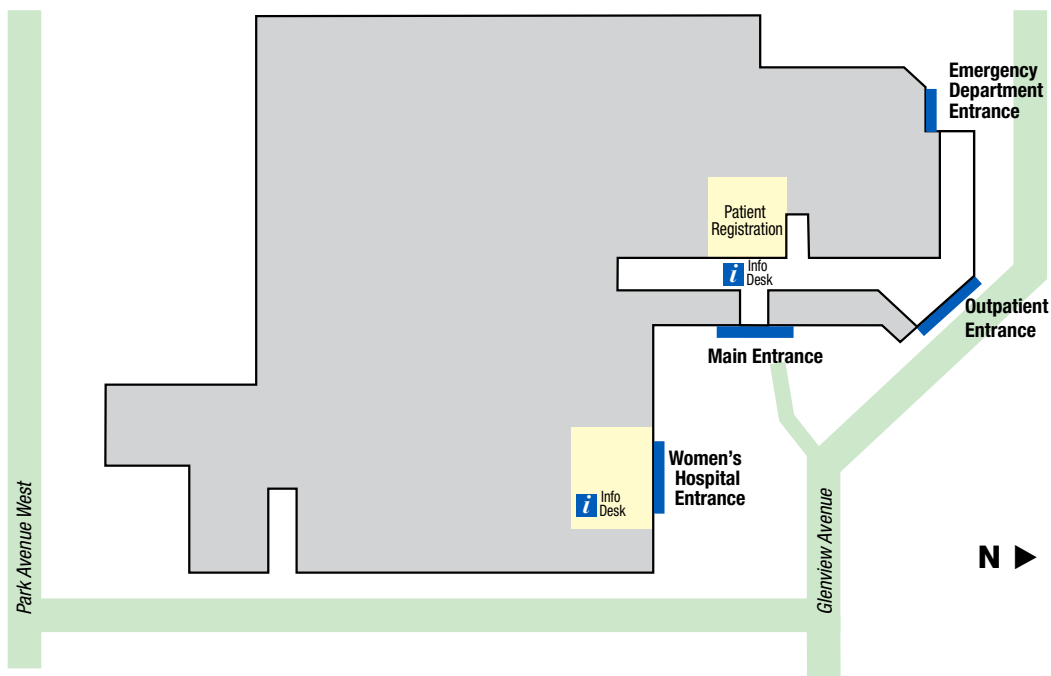 Emergency
Department
Entrance
Patient
Registration
i Info
Desk
Outpatient
Entrance
Main Entrance
Women’s
Hospital
Entrance
i Info
Desk
Park Avenue West
Glenview Avenue
N